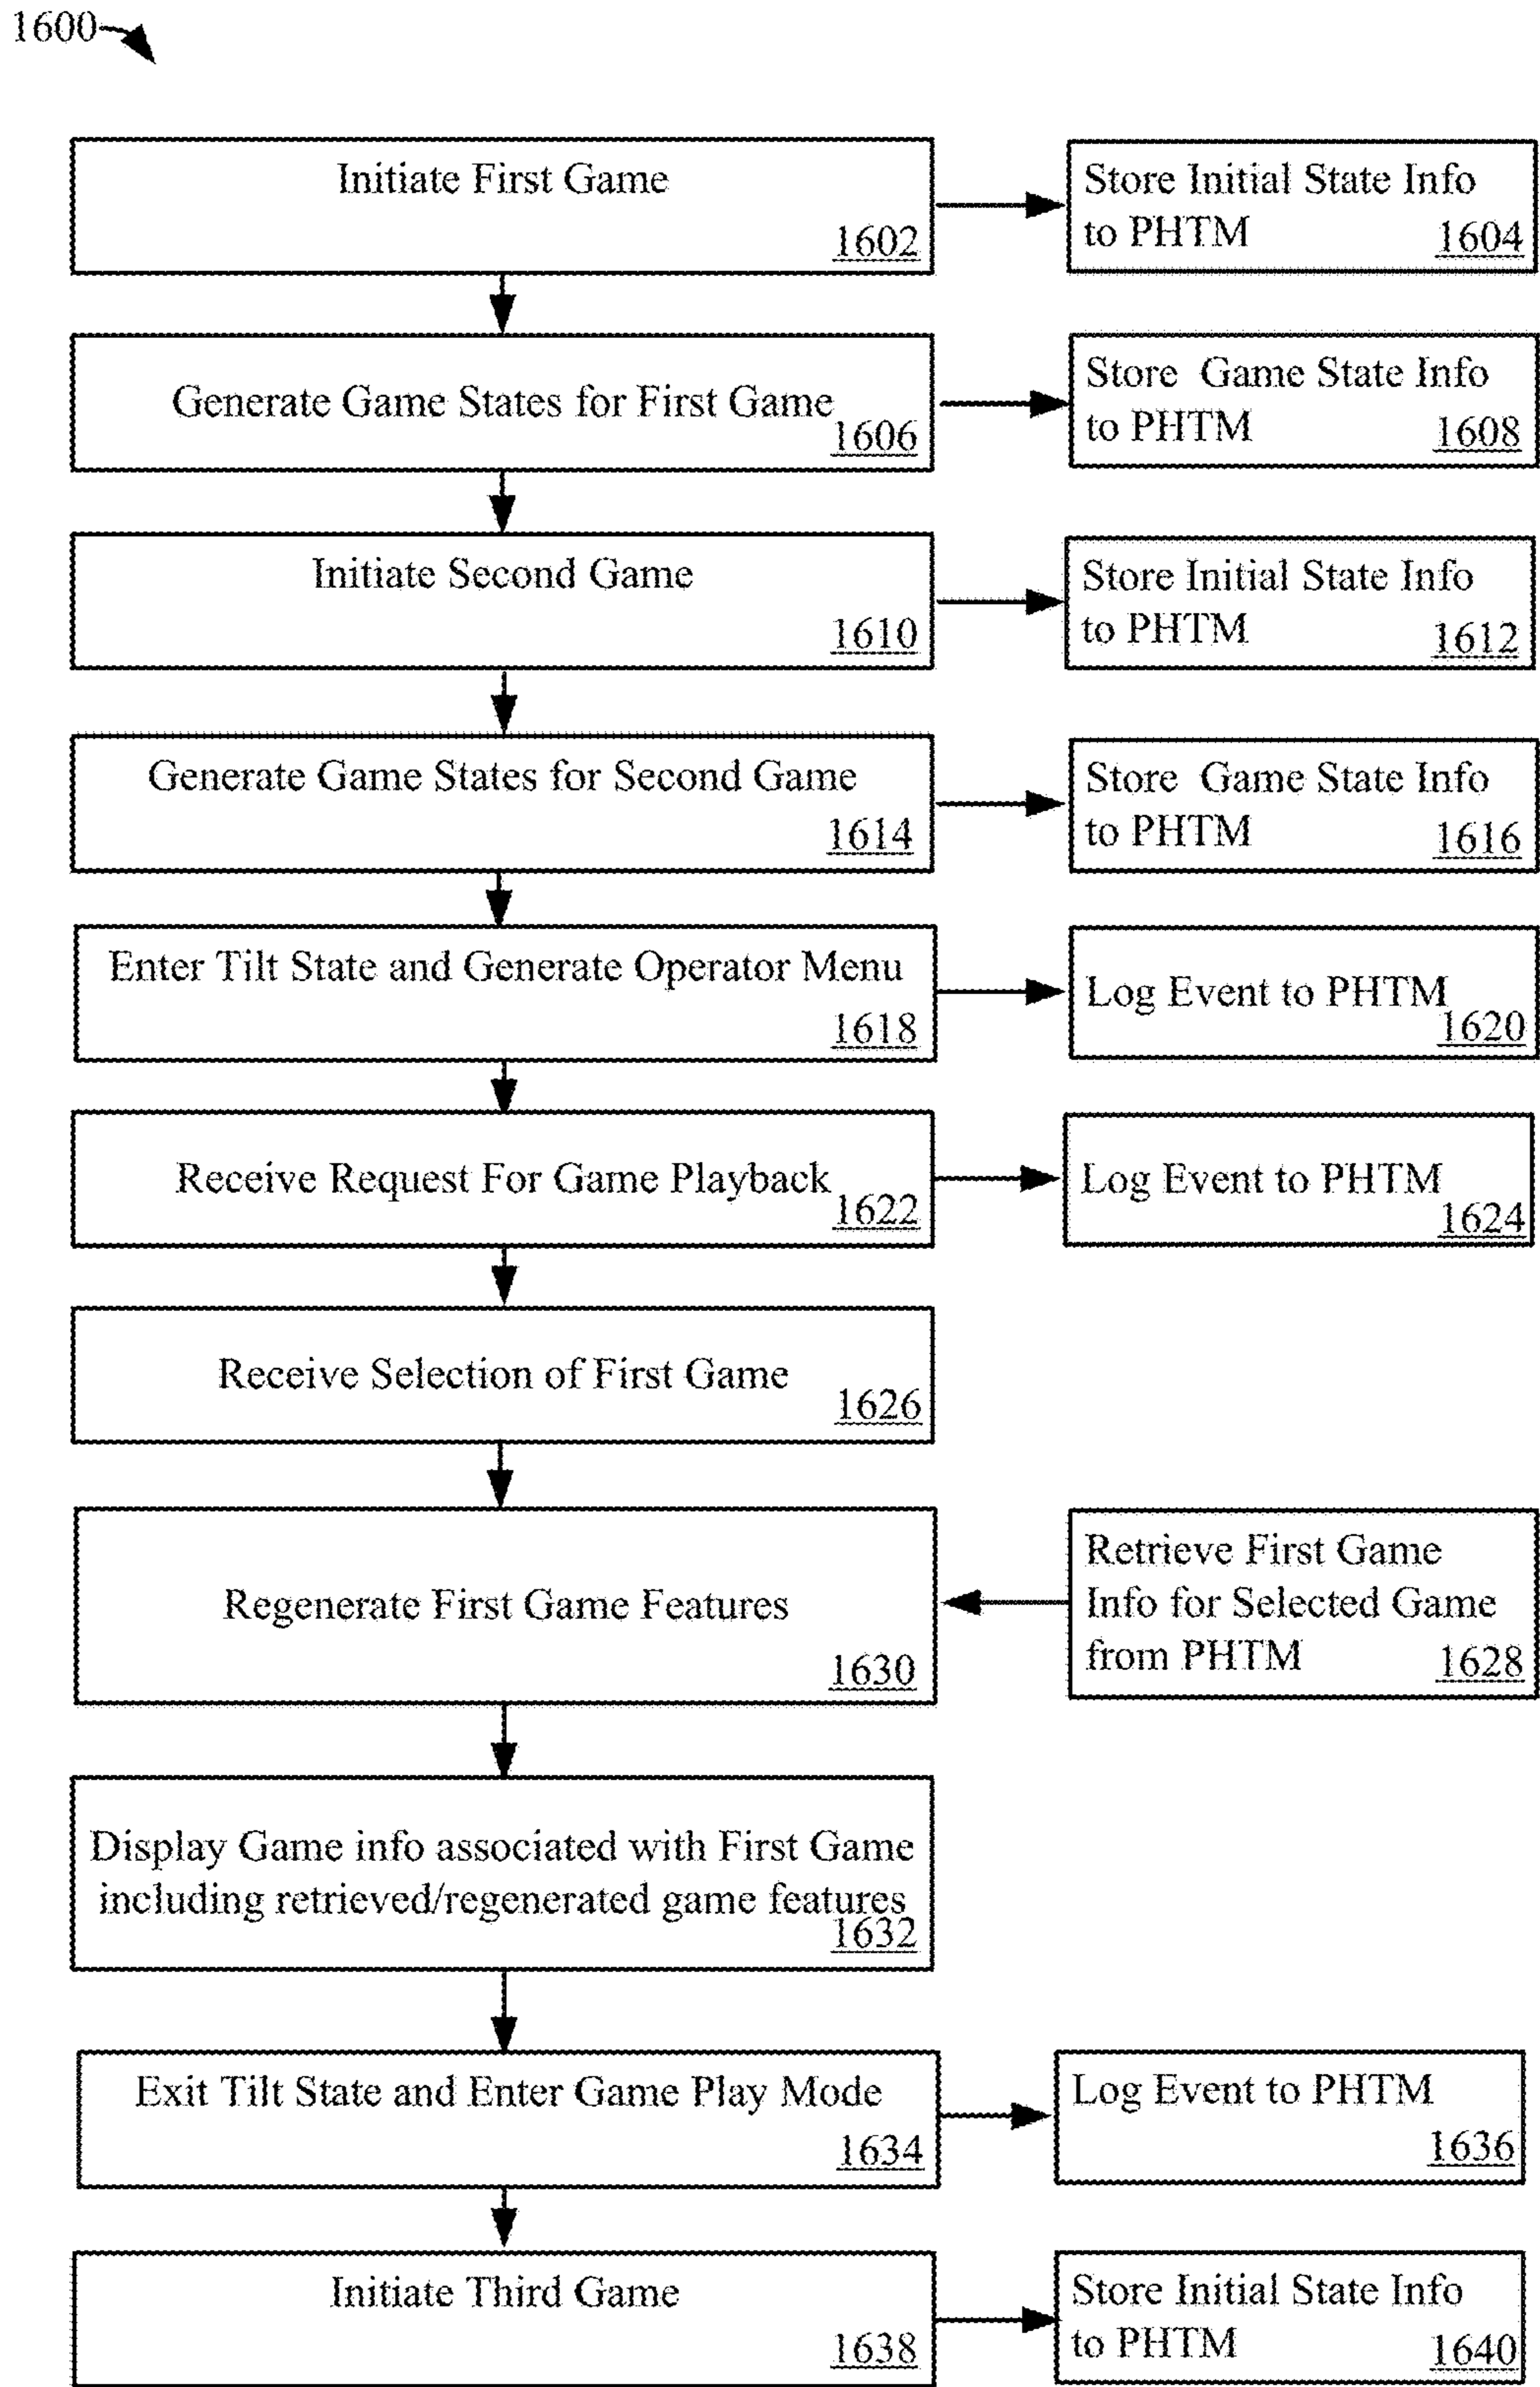 1600
Initiate First Game
1602
Store Initial State Info
to PHTM
1604
Generate Game States for First Game
1606
Store Game State Info
to PHTM
1608
Initiate Second Game
1610
Store Initial State Info
to PHTM
1612
Generate Game States for Second Game
1614
Store Game State Info
to PHTM
1616
Enter Tilt State and Generate Operator Menu
1618
Log Event to PHTM
1620
Receive Request For Game Playback
1622
Log Event to PHTM
1624
Receive Selection of First Game
1626
Regenerate First Game Features
1630
Retrieve First Game
Info for Selected Game
from PHTM
1628
Display Game info associated with First Game
including retrieved/regenerated game features
1632
Exit Tilt State and Enter Game Play Mode
1634
Log Event to PHTM
1636
Initiate Third Game
1638
Store Initial State Info
to PHTM
1640